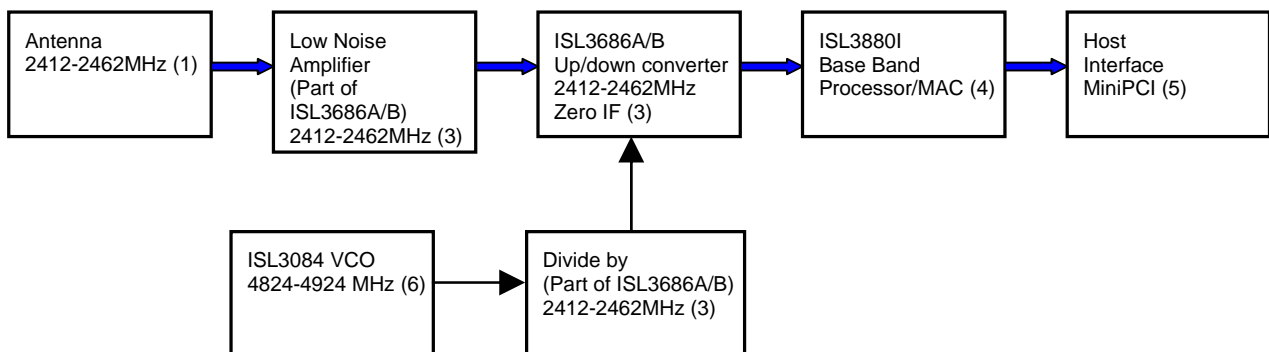 Antenna
2412-2462MHz (1)
Low Noise
Amplifier
(Part of
ISL3686A/B)
2412-2462MHz (3)
ISL3686A/B
Up/down converter
2412-2462MHz
Zero IF (3)
ISL3880I
Base Band
Processor/MAC (4)
Host
Interface
MiniPCI (5)
ISL3084 VCO
4824-4924 MHz (6)
Divide by
(Part of ISL3686A/B)
2412-2462MHz (3)